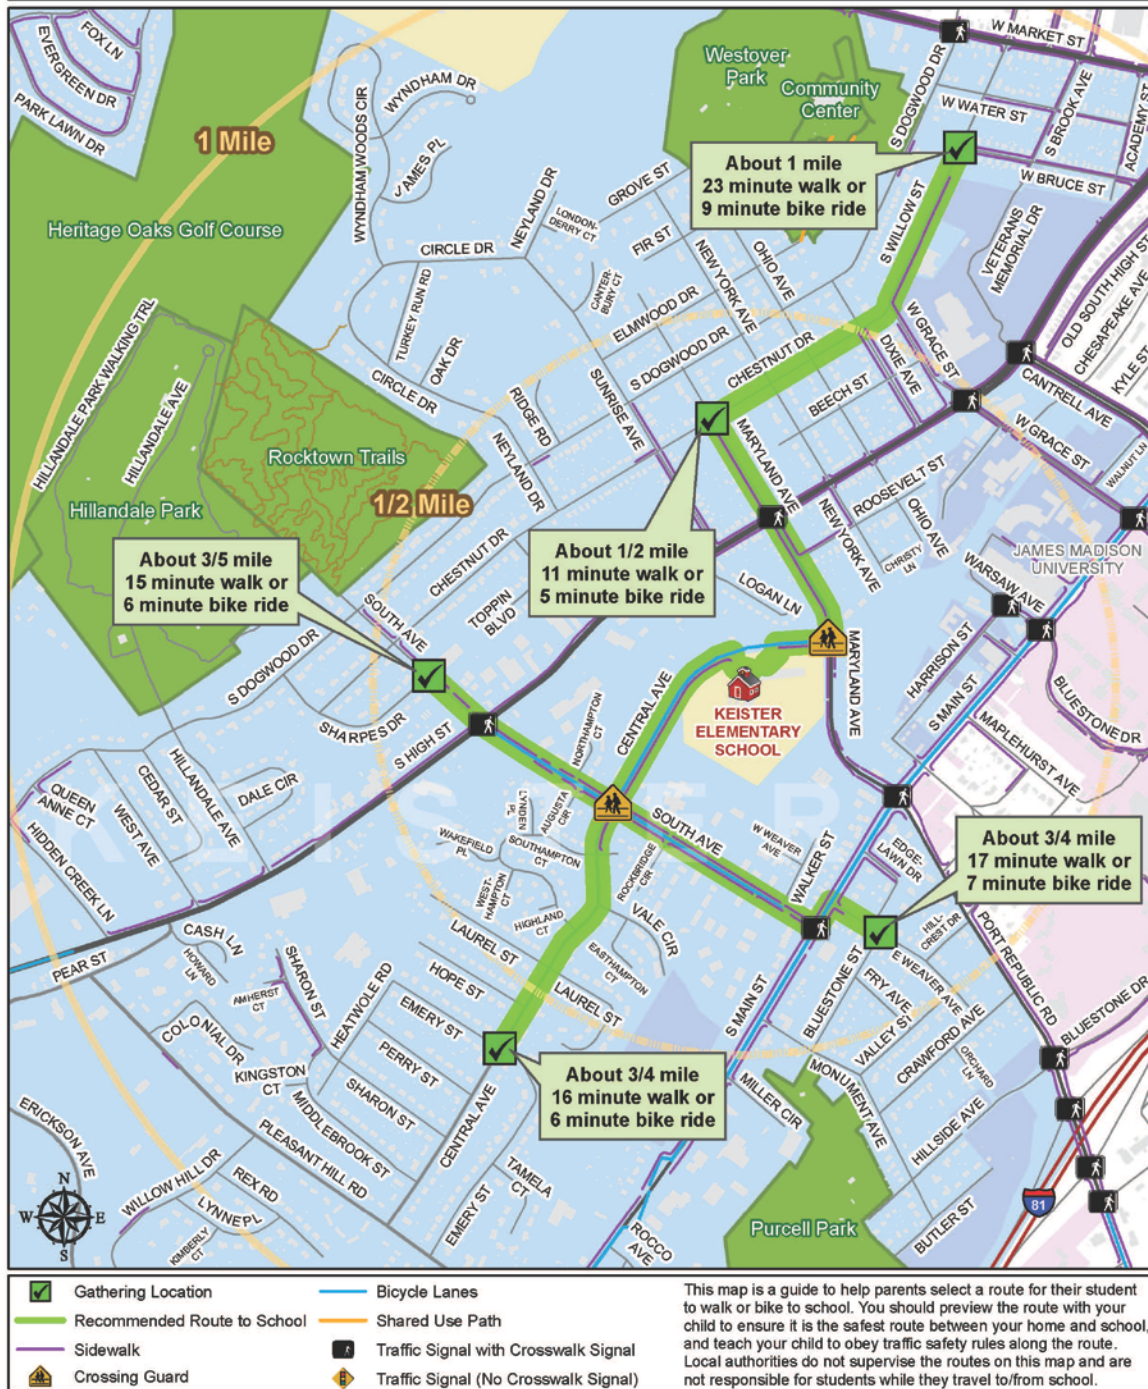 W MARKET ST
FOX LN
EVERGREEN DR
PARK LAWN DR
WYNDHAM DR
WYNDHAM WOODS CIR
JAMES PL
Westover
Park
Community
Center
S DOGWOOD DR
W WATER ST
S BROOK AVE
ACADEMY ST
W BRUCE ST
1 Mile
About 1 mile
23 minute walk or
9 minute bike ride
Heritage Oaks Golf Course
CIRCLE DR
NEYLAND DR
LONDON-
DERRY CT
GROVE ST
FIR ST
NEW YORK AVE
OHIO AVE
S WILLOW ST
VETERANS
MEMORIAL DR
OLD SOUTH HIGH ST
CHESAPEAKE AVE
KYLE ST
CANTER-
BURY CT
ELMWOOD DR
S DOGWOOD DR
CHESTNUT DR
TURKEY RUN RD
OAK DR
CIRCLE DR
RIDGE RD
SUNRISE AVE
W GRACE ST
DIXIE AVE
BEECH ST
CANTRELL AVE
W GRACE ST
WALNUT LN
HILLANDALE PARK WALKING TRL
HILLANDALE AVE
Rocktown Trails
Hillandale Park
1/2 Mile
NEYLAND DR
MARYLAND AVE
ROOSEVELT ST
NEW YORK AVE
OHIO AVE
CHRISTY
LN
JAMES MADISON
UNIVERSITY
WARSAW AVE
About 3/5 mile
15 minute walk or
6 minute bike ride
About 1/2 mile
11 minute walk or
5 minute bike ride
CHESTNUT DR
TOPPIN
BLVD
LOGAN LN
SOUTH AVE
S DOGWOOD DR
SHARPES DR
S HIGH ST
NORTHAMPTON
CT
CENTRAL AVE
MARYLAND AVE
KEISTER
ELEMENTARY
SCHOOL
HARRISON ST
S MAIN ST
BLUESTONE DR
MAPLEHURST AVE
QUEEN
ANNE CT
CEDAR ST
WEST AVE
HILLANDALE AVE
DALE CIR
HIDDEN CREEK LN
KEISTER
LYNDEN
PL
AUGUSTA
CIR
WAKEFIELD
PL
SOUTHAMPTON
CT
WEST-
HAMPTON
CT
HIGHLAND
CT
ROCKBRIDGE
CIR
SOUTH AVE
W WEAVER
AVE
WALKER ST
EDGE-
LAWN DR
About 3/4 mile
17 minute walk or
7 minute bike ride
VALE CIR
EASTHAMPTON
CT
HILL-
CREST DR
PORT REPUBLIC RD
CASH LN
PEAR ST
HOWARD
LN
SHARON ST
AMHERST
CT
COLONIAL DR
KINGSTON
CT
HEATWOLE RD
LAUREL ST
HOPE ST
EMERY ST
LAUREL ST
PERRY ST
SHARON ST
MIDDLEBROOK ST
PLEASANT HILL RD
CENTRAL AVE
S MAIN ST
BLUESTONE ST
FRY AVE
E WEAVER AVE
VALLEY ST
CRAWFORD AVE
ORCHARD
LN
BLUESTONE DR
About 3/4 mile
16 minute walk or
6 minute bike ride
MILLER CIR
MONUMENT AVE
HILLSIDE AVE
ERICKSON AVE
WILLOW HILL DR
REX RD
LYNNE PL
KIMBERLY
CT
TAMELA
CT
EMERY ST
ROCCO
AVE
Purcell Park
BUTLER ST
81
N
W E
S
Gathering Location
Recommended Route to School
Sidewalk
Crossing Guard
Bicycle Lanes
Shared Use Path
Traffic Signal with Crosswalk Signal
Traffic Signal (No Crosswalk Signal)
This map is a guide to help parents select a route for their student
to walk or bike to school. You should preview the route with your
child to ensure it is the safest route between your home and school,
and teach your child to obey traffic safety rules along the route.
Local authorities do not supervise the routes on this map and are
not responsible for students while they travel to/from school.